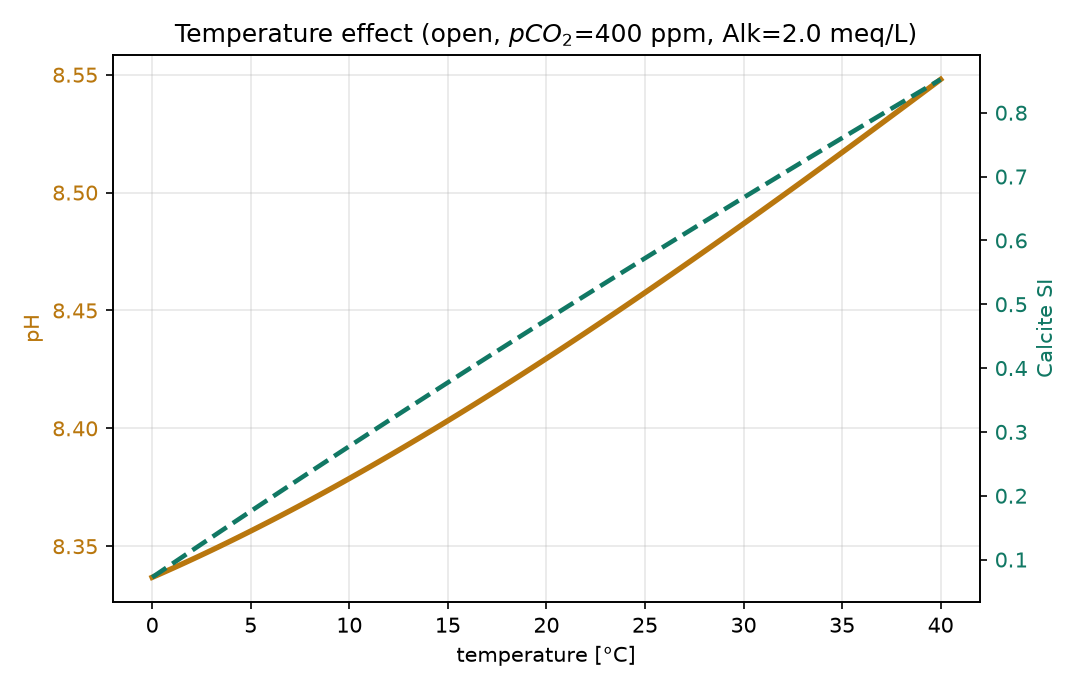 Temperature effect (open, pCO₂=400 ppm, Alk=2.0 meq/L)
8.55
8.50
8.45
8.40
8.35
pH
0.8
0.7
0.6
0.5
0.4
0.3
0.2
0.1
Calcite SI
0 5 10 15 20 25 30 35 40
temperature [°C]